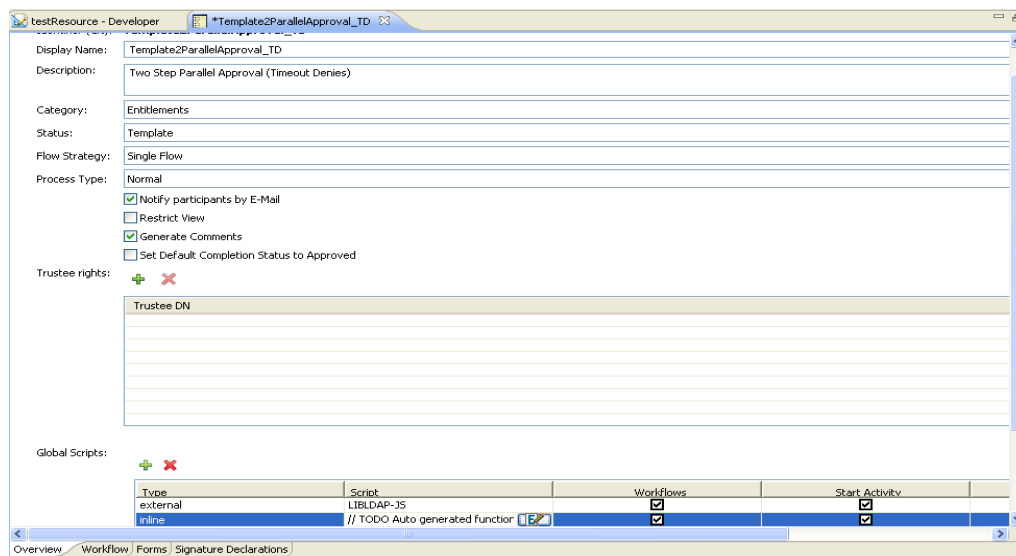 testResource - Developer
*Template2ParallelApproval_TD
Display Name: Template2ParallelApproval_TD
Description: Two Step Parallel Approval (Timeout Denies)
Category: Entitlements
Status: Template
Flow Strategy: Single Flow
Process Type: Normal
Notify participants by E-Mail
Restrict View
Generate Comments
Set Default Completion Status to Approved
Trustee rights:
Trustee DN
Global Scripts:
Type Script Workflows Start Activity
external LIBLDAP-JS
inline // TODO Auto generated function
Overview Workflow Forms Signature Declarations